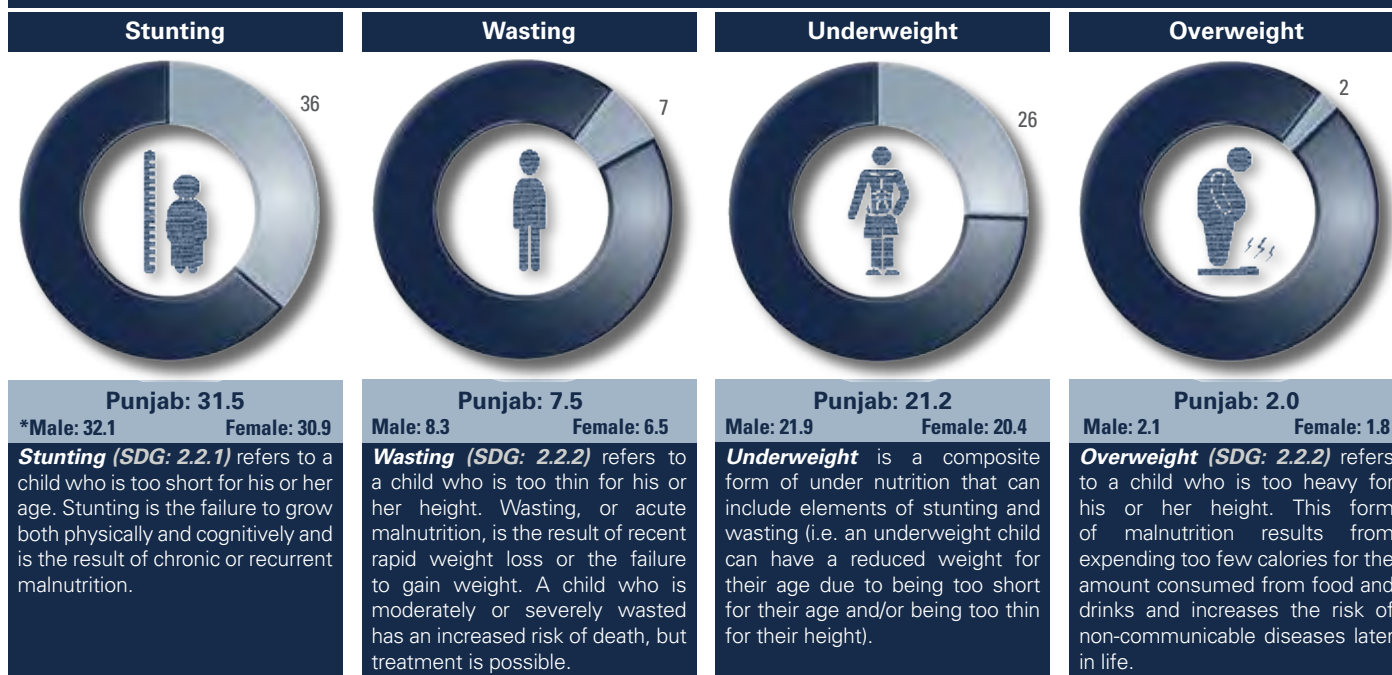 Stunting
36
Punjab: 31.5
*Male: 32.1 Female: 30.9
Stunting (SDG: 2.2.1) refers to a
child who is too short for his or her
age. Stunting is the failure to grow
both physically and cognitively and
is the result of chronic or recurrent
malnutrition.
Wasting
7
Punjab: 7.5
Male: 8.3 Female: 6.5
Wasting (SDG: 2.2.2) refers to
a child who is too thin for his or
her height. Wasting, or acute
malnutrition, is the result of recent
rapid weight loss or the failure
to gain weight. A child who is
moderately or severely wasted
has an increased risk of death, but
treatment is possible.
Underweight
26
Punjab: 21.2
Male: 21.9 Female: 20.4
Underweight is a composite
form of under nutrition that can
include elements of stunting and
wasting (i.e. an underweight child
can have a reduced weight for
their age due to being too short
for their age and/or being too thin
for their height).
Overweight
2
Punjab: 2.0
Male: 2.1 Female: 1.8
Overweight (SDG: 2.2.2) refers
to a child who is too heavy for
his or her height. This form
of malnutrition results from
expending too few calories for the
amount consumed from food and
drinks and increases the risk of
non-communicable diseases later
in life.